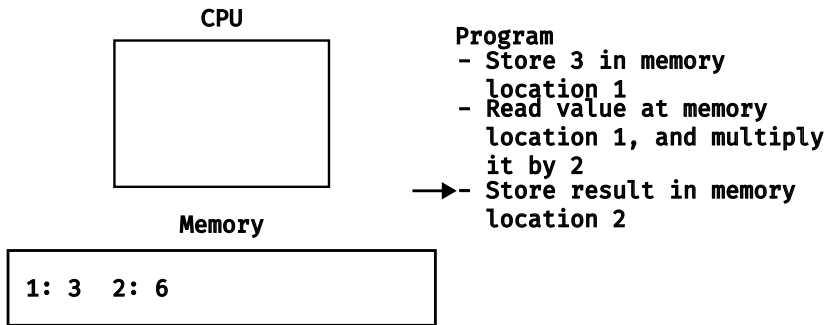 CPU
Program
- Store 3 in memory
location 1
- Read value at memory
location 1, and multiply
it by 2
- Store result in memory
location 2
Memory
1: 3 2: 6